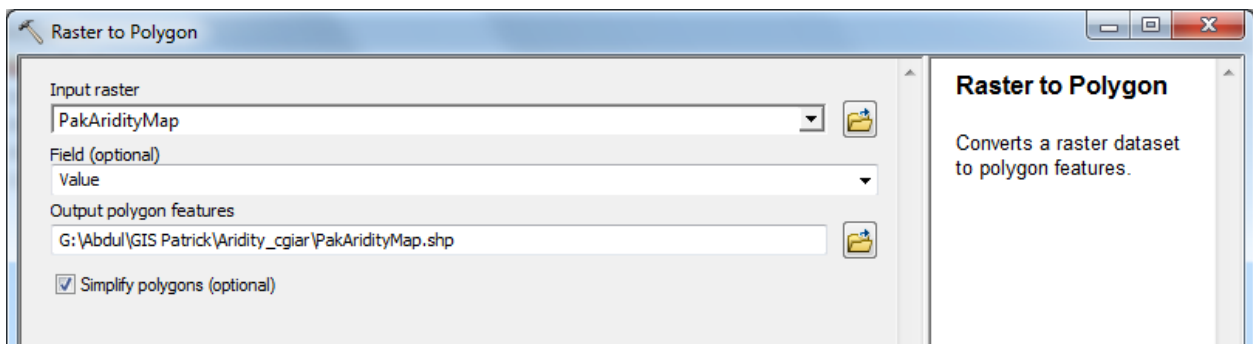 Raster to Polygon
Input raster
PakAridityMap
Field (optional)
Value
Output polygon features
G:\Abdul\GIS Patrick\Aridity_cgiar\PakAridityMap.shp
Simplify polygons (optional)
Raster to Polygon
Converts a raster dataset
to polygon features.